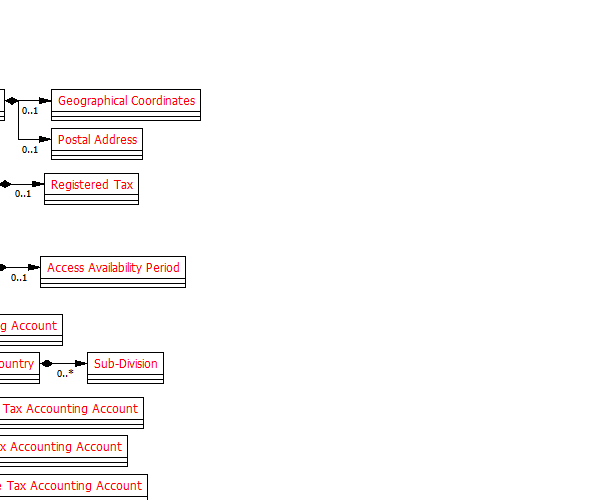 Geographical Coordinates
0..1
Postal Address
0..1
Registered Tax
0..1
Access Availability Period
0..1
g Account
ountry
Sub-Division
0..*
Tax Accounting Account
x Accounting Account
e Tax Accounting Account